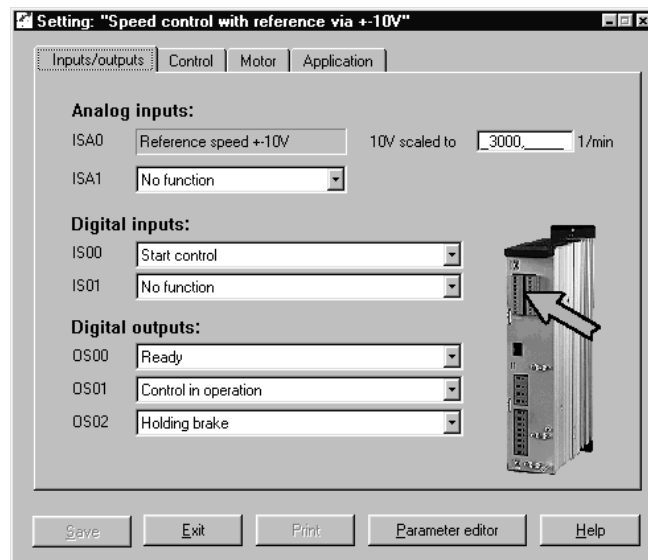 Setting: "Speed control with reference via +-10V"
Inputs/outputs Control Motor Application
Analog inputs:
ISA0 Reference speed +-10V 10V scaled to _3000,_____ 1/min
ISA1 No function
Digital inputs:
IS00 Start control
IS01 No function
Digital outputs:
OS00 Ready
OS01 Control in operation
OS02 Holding brake
Save Exit Print Parameter editor Help